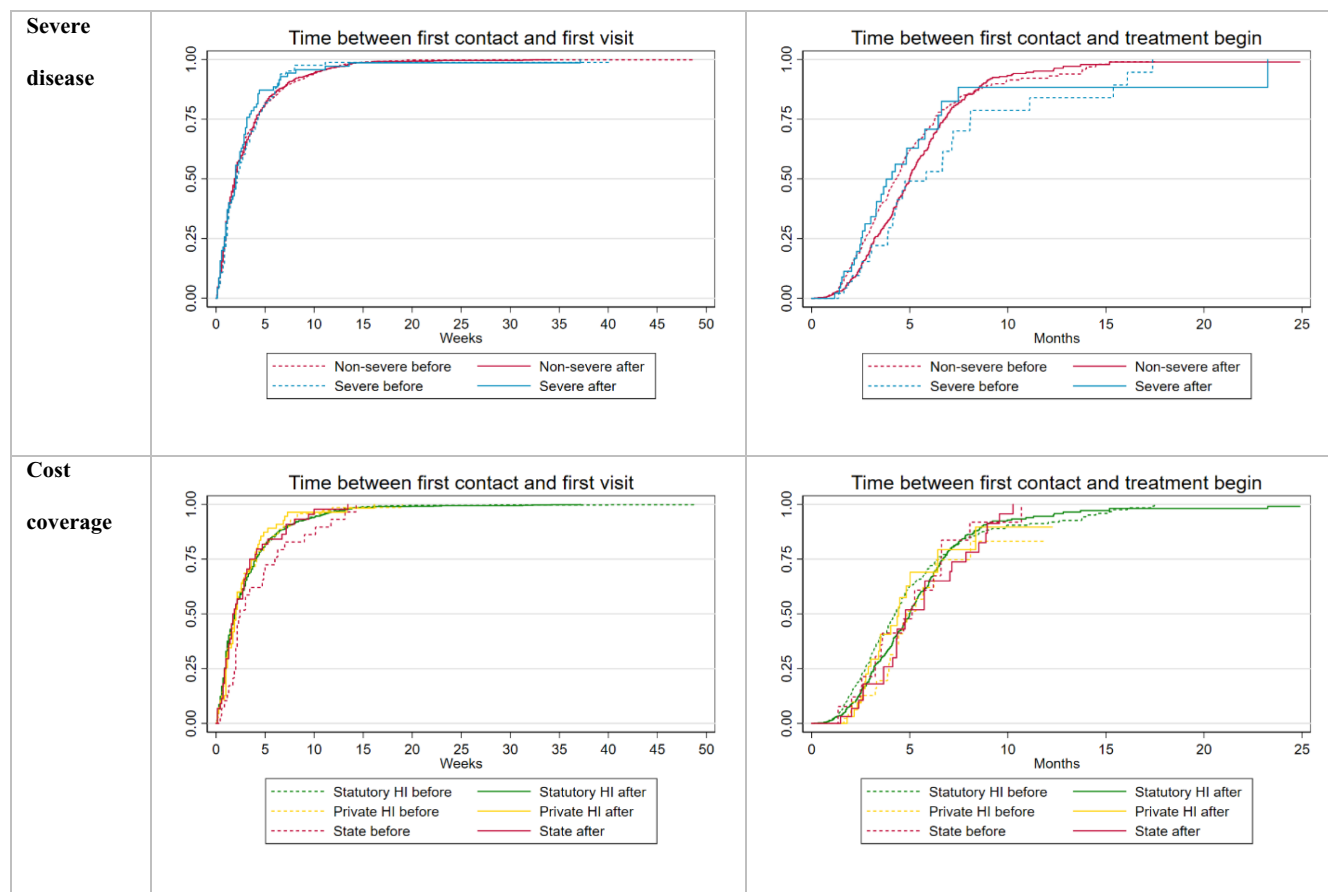 Severe
disease
Time between first contact and first visit
1.00
0.75
0.50
0.25
0.00
0 5 10 15 20 25 30 35 40 45 50
Weeks
Non-severe before Non-severe after
Severe before Severe after
Time between first contact and treatment begin
1.00
0.75
0.50
0.25
0.00
0 5 10 15 20 25
Months
Non-severe before Non-severe after
Severe before Severe after
Cost
coverage
Time between first contact and first visit
1.00
0.75
0.50
0.25
0.00
0 5 10 15 20 25 30 35 40 45 50
Weeks
Statutory HI before Statutory HI after
Private HI before Private HI after
State before State after
Time between first contact and treatment begin
1.00
0.75
0.50
0.25
0.00
0 5 10 15 20 25
Months
Statutory HI before Statutory HI after
Private HI before Private HI after
State before State after